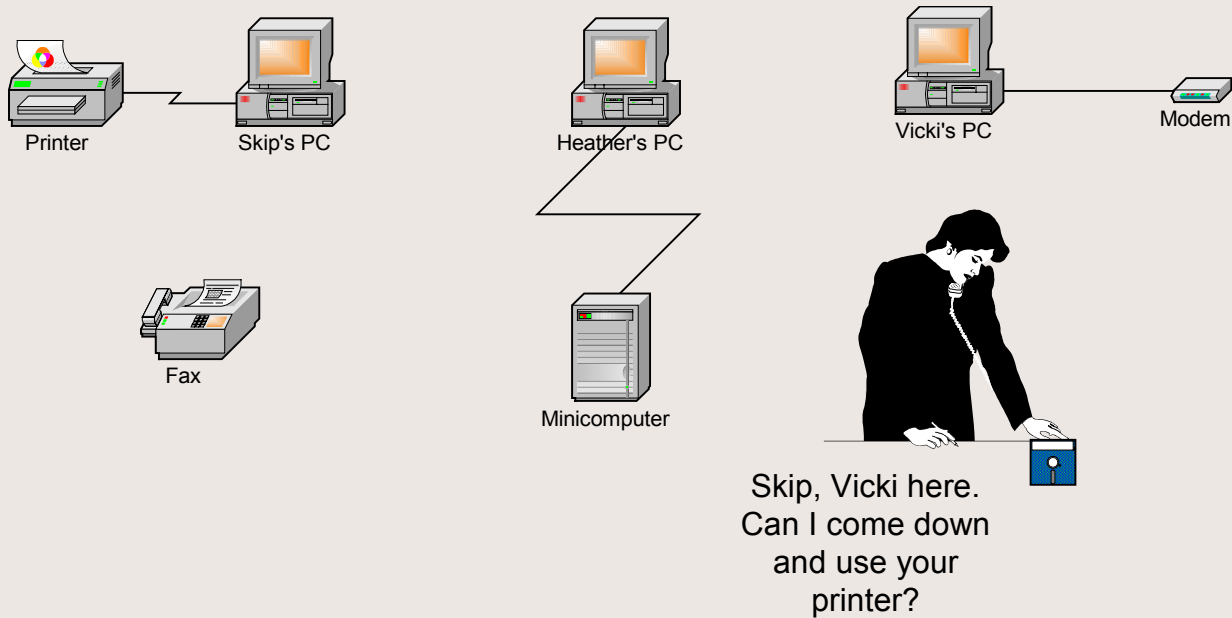 Printer
Skip's PC
Heather's PC
Vicki's PC
Modem
Fax
Minicomputer
Skip, Vicki here.
Can I come down
and use your
printer?